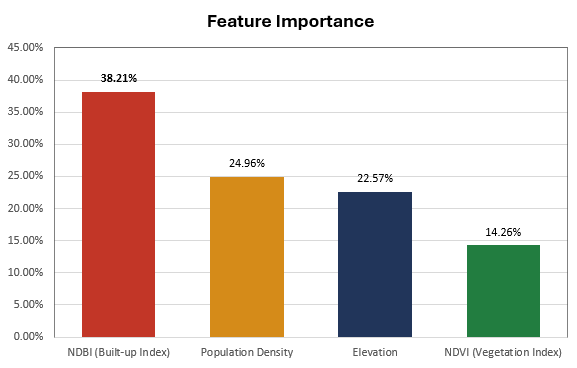 Feature Importance
45.00%
40.00%
35.00%
30.00%
25.00%
20.00%
15.00%
10.00%
5.00%
0.00%
38.21%
24.96%
22.57%
14.26%
NDBI (Built-up Index)
Population Density
Elevation
NDVI (Vegetation Index)